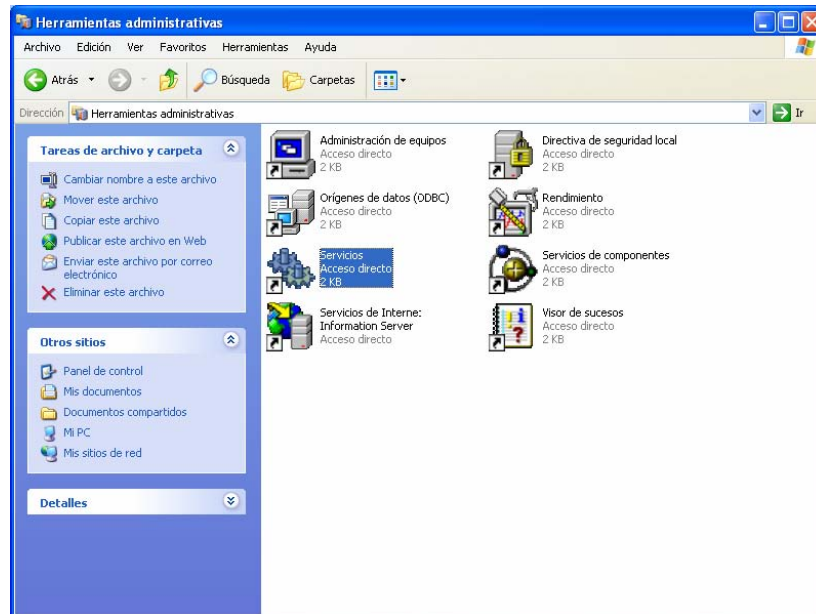 Herramientas administrativas
Archivo Edición Ver Favoritos Herramientas Ayuda
Atrás Búsqueda Carpetas
Dirección Herramientas administrativas Ir
Tareas de archivo y carpeta
Cambiar nombre a este archivo
Mover este archivo
Copiar este archivo
Publicar este archivo en Web
Enviar este archivo por correo
electrónico
Eliminar este archivo
Otros sitios
Panel de control
Mis documentos
Documentos compartidos
Mi PC
Mis sitios de red
Detalles
Administración de equipos
Acceso directo
2 KB
Directiva de seguridad local
Acceso directo
2 KB
Orígenes de datos (ODBC)
Acceso directo
2 KB
Rendimiento
Acceso directo
2 KB
Servicios
Acceso directo
2 KB
Servicios de componentes
Acceso directo
2 KB
Servicios de Interne:
Information Server
Acceso directo
Visor de sucesos
Acceso directo
2 KB